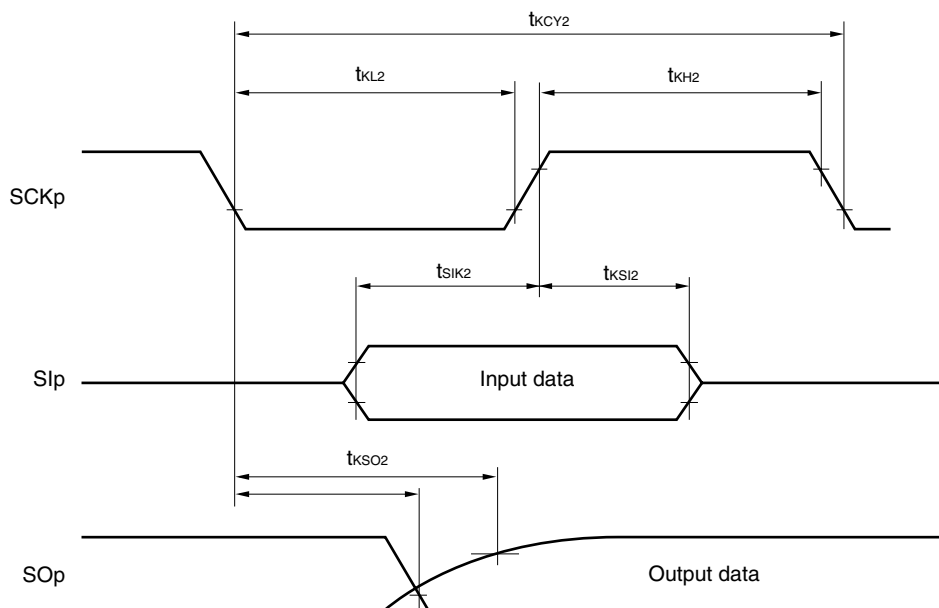 tKCY2
tKL2
tKH2
SCKp
tSIK2
tKSI2
SIp
Input data
tKSO2
SOp
Output data